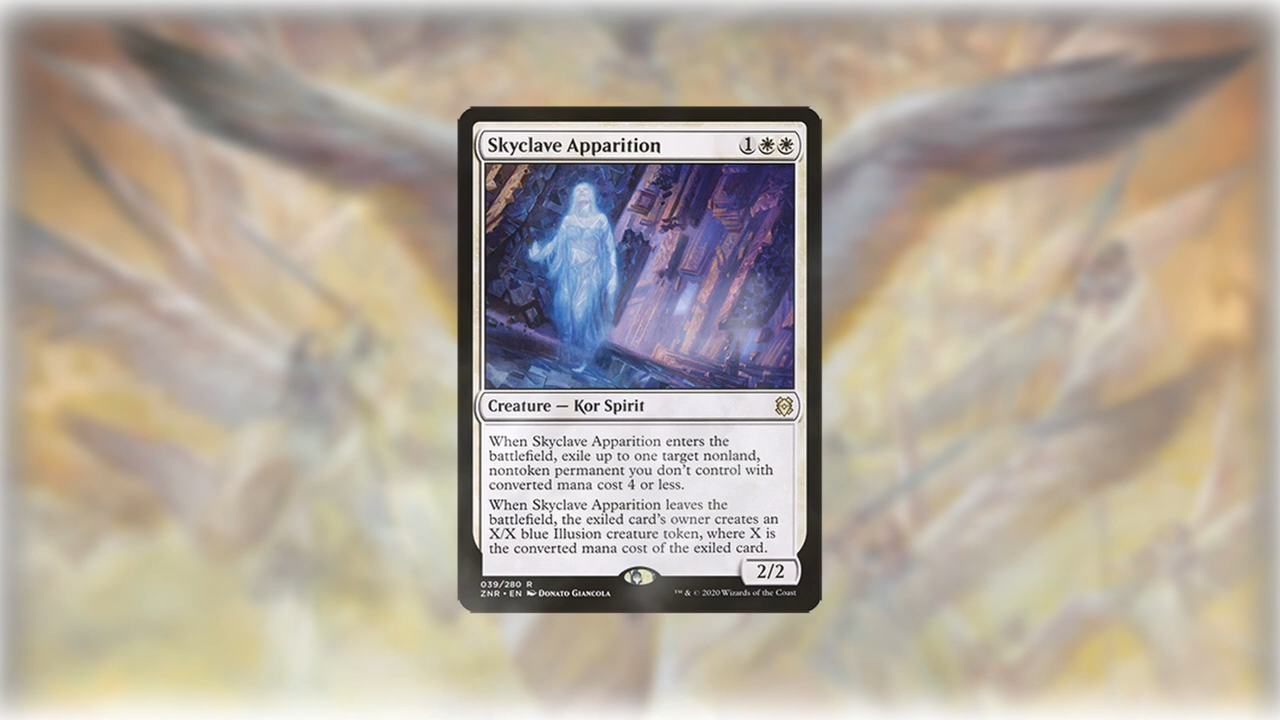 Skyclave Apparition 1
Creature — Kor Spirit
When Skyclave Apparition enters the
battlefield, exile up to one target nonland,
nontoken permanent you don't control with
converted mana cost 4 or less.
When Skyclave Apparition leaves the
battlefield, the exiled card's owner creates an
X/X blue Illusion creature token, where X is
the converted mana cost of the exiled card.
2/2
039/280 R
ZNR • EN Donato Giancola
™ & © 2020 Wizards of the Coast